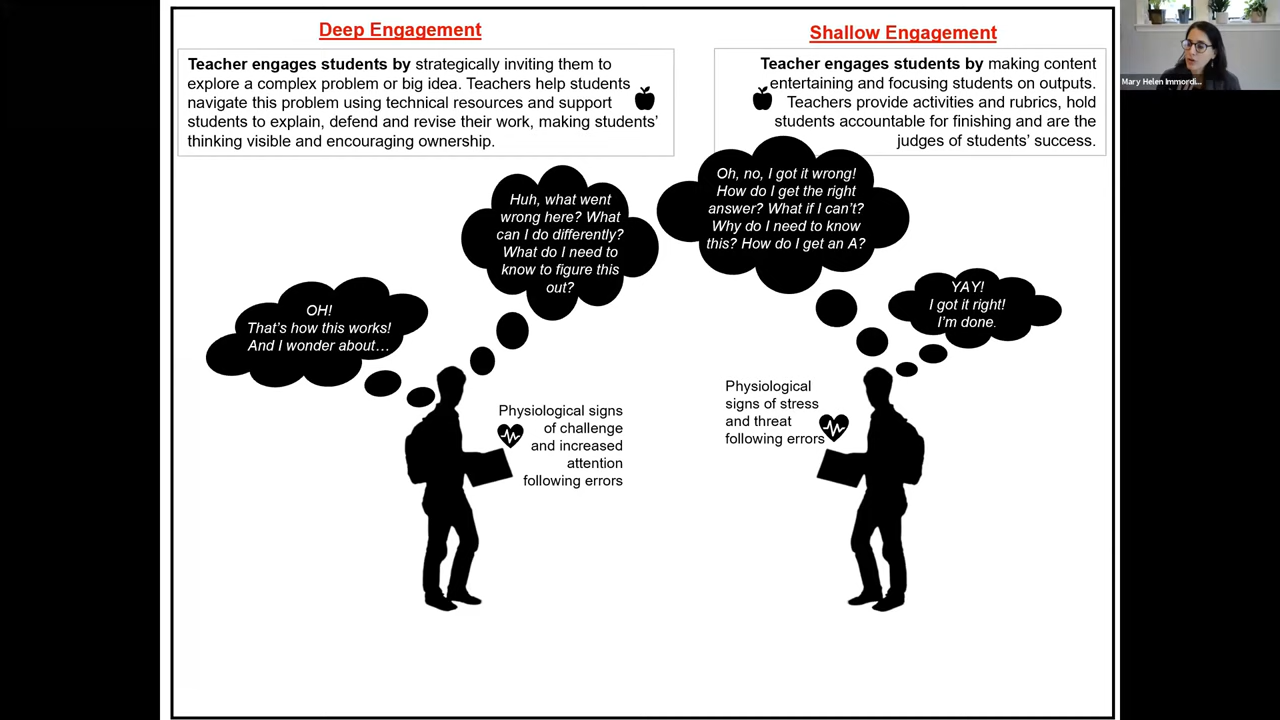 Deep Engagement
Teacher engages students by strategically inviting them to
explore a complex problem or big idea. Teachers help students
navigate this problem using technical resources and support
students to explain, defend and revise their work, making students'
thinking visible and encouraging ownership.
Huh, what went
wrong here? What
can I do differently?
What do I need to
know to figure this
out?
OH!
That's how this works!
And I wonder about…
Physiological signs
of challenge
and increased
attention
following errors
Shallow Engagement
Teacher engages students by making content
entertaining and focusing students on outputs.
Teachers provide activities and rubrics, hold
students accountable for finishing and are the
judges of students' success.
Oh, no, I got it wrong!
How do I get the right
answer? What if I can't?
Why do I need to know
this? How do I get an A?
YAY!
I got it right!
I'm done.
Physiological
signs of stress
and threat
following errors
Mary Helen Immordi...